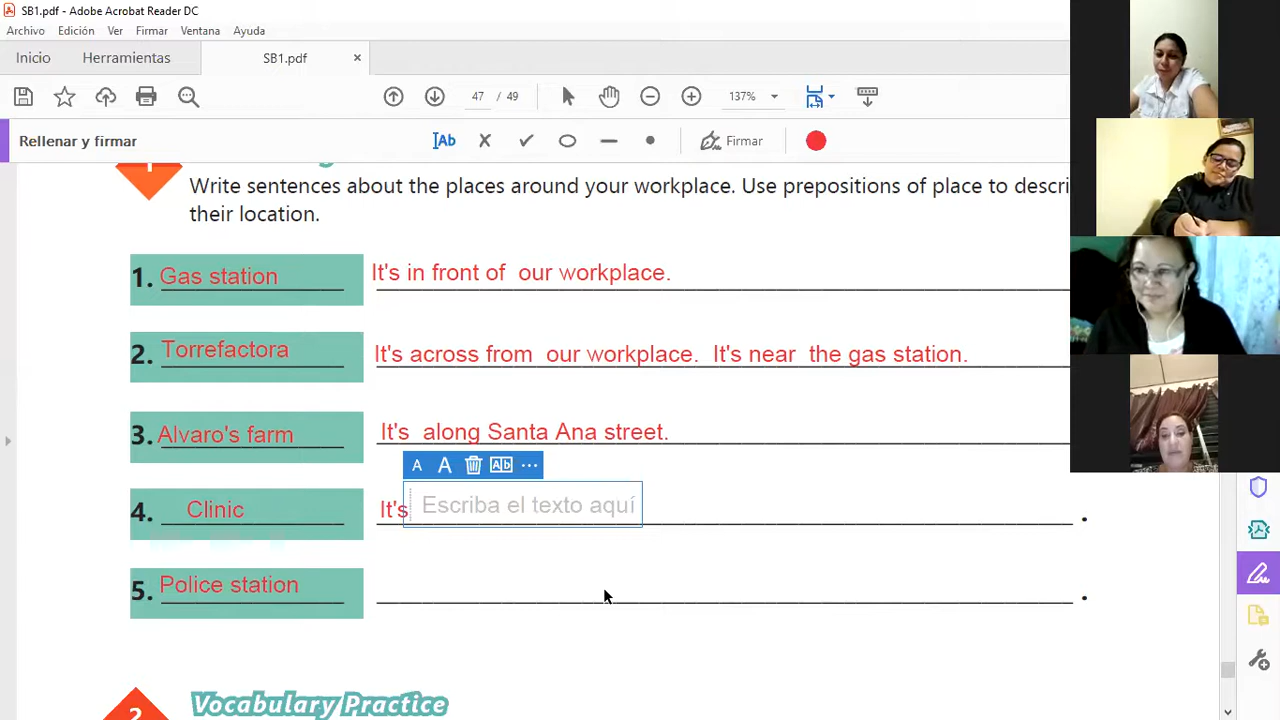 SB1.pdf - Adobe Acrobat Reader DC
Archivo Edición Ver Firmar Ventana Ayuda
Inicio Herramientas SB1.pdf ×
47 / 49 137%
Rellenar y firmar Ab Firmar
Write sentences about the places around your workplace. Use prepositions of place to descri
their location.
1. Gas station It's in front of our workplace.
2. Torrefactora It's across from our workplace. It's near the gas station.
3. Alvaro's farm It's along Santa Ana street.
A A Ab ...
4. Clinic It's Escriba el texto aquí .
5. Police station .
2 Vocabulary Practice